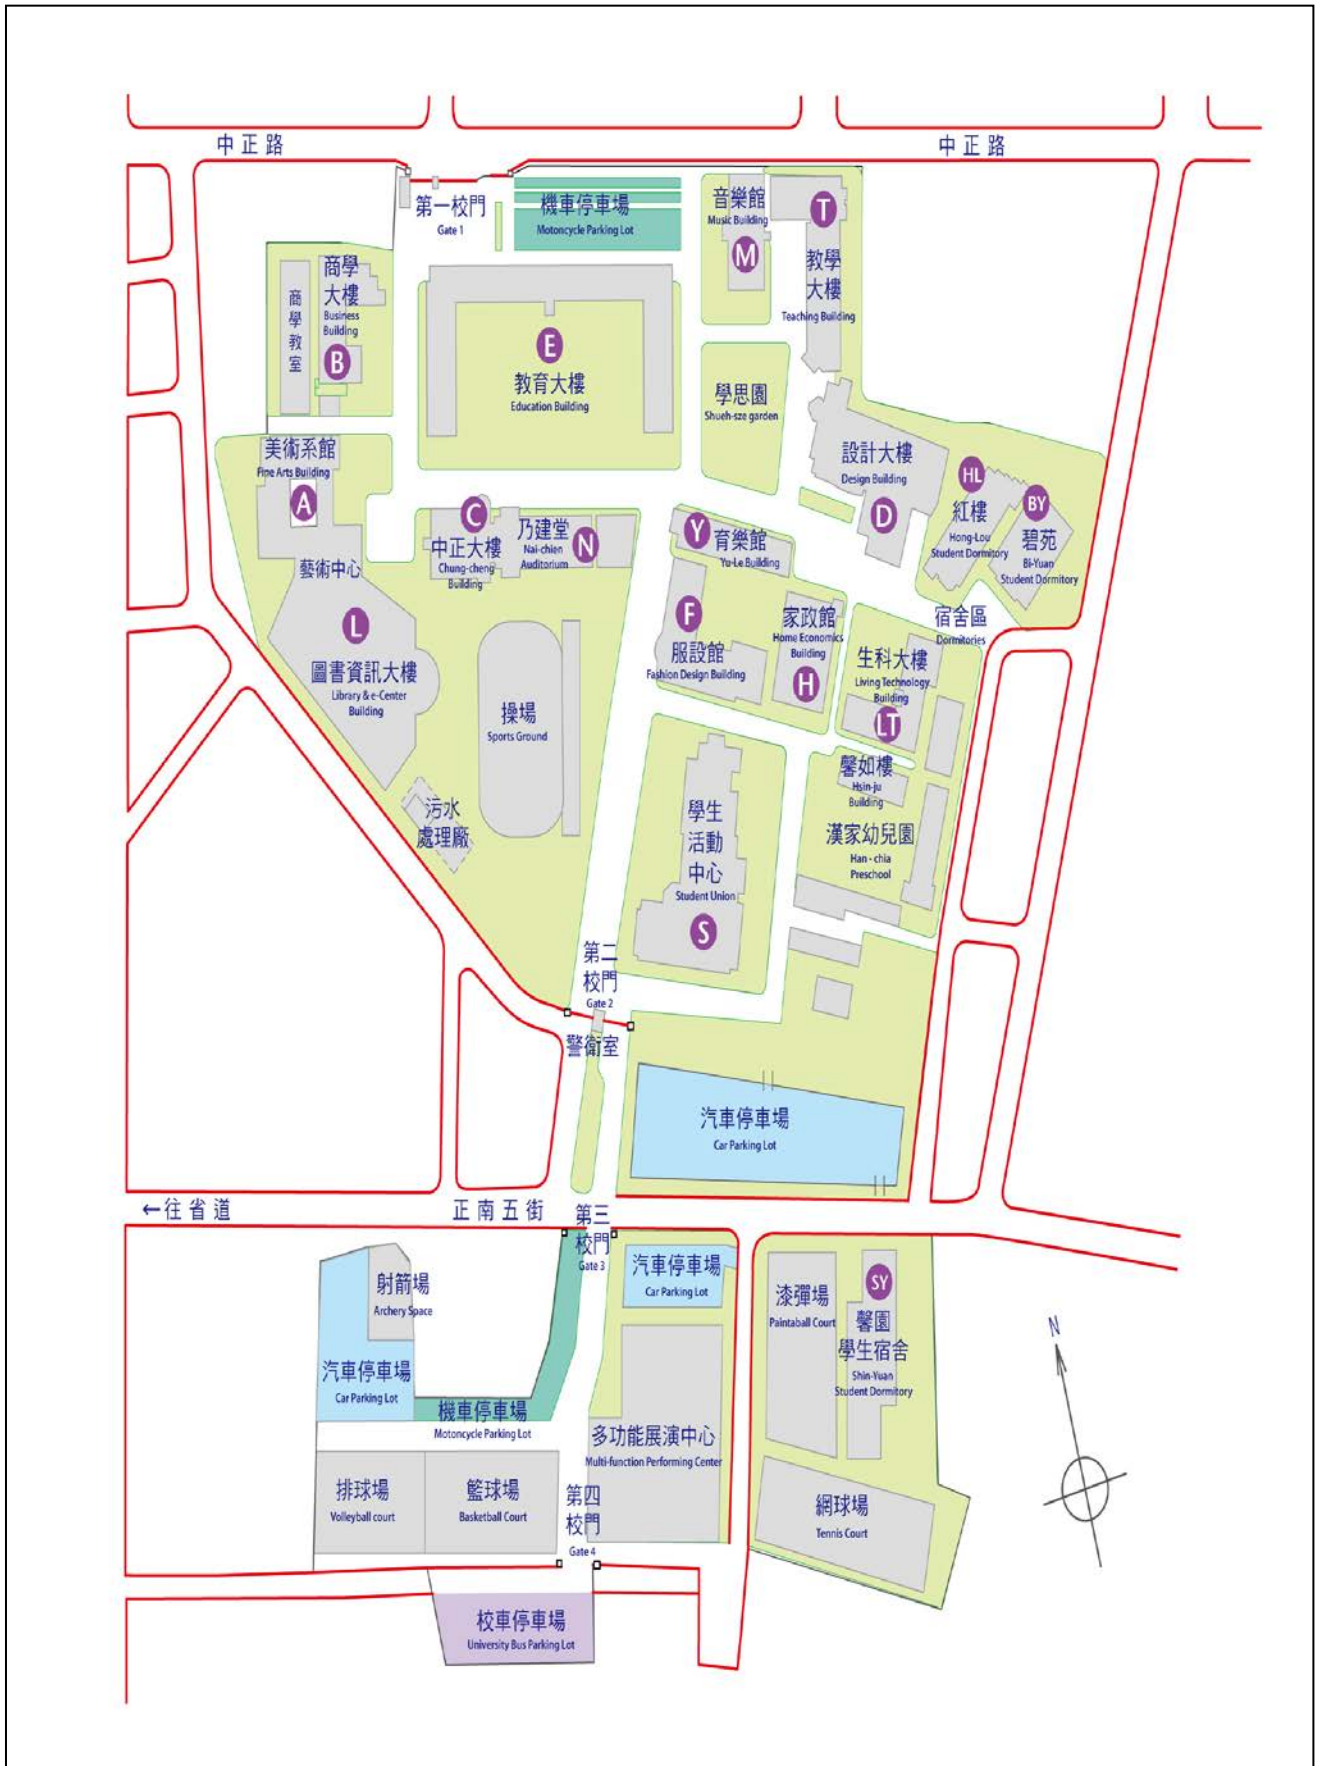 中正路
中正路
第一校門
Gate 1
機車停車場
Motoncycle Parking Lot
音樂館
Music Building
M
T
教學
大樓
Teaching Building
商學
大樓
Business
Building
B
商學教室
E
教育大樓
Education Building
學思園
Shueh-sze garden
美術系館
Fine Arts Building
A
藝術中心
設計大樓
Design Building
D
HL
紅樓
Hong-Lou
Student Dormitory
BY
碧苑
Bi-Yuan
Student Dormitory
C
中正大樓
Chung-cheng
Building
乃建堂
Nai-chien
Auditorium
N
Y
育樂館
Yu-Le Building
F
服設館
Fashion Design Building
家政館
Home Economics
Building
H
宿舍區
Dormitories
生科大樓
Living Technology
Building
LT
L
圖書資訊大樓
Library & e-Center
Building
操場
Sports Ground
馨如樓
Hsin-ju
Building
漢家幼兒園
Han - chia
Preschool
污水
處理廠
學生
活動
中心
Student Union
S
第二
校門
Gate 2
警衛室
汽車停車場
Car Parking Lot
←往省道
正南五街
第三
校門
Gate 3
汽車停車場
Car Parking Lot
射箭場
Archery Space
汽車停車場
Car Parking Lot
機車停車場
Motoncycle Parking Lot
漆彈場
Paintaball Court
SY
馨園
學生宿舍
Shin-Yuan
Student Dormitory
N
多功能展演中心
Multi-function Performing Center
排球場
Volleyball court
籃球場
Basketball Court
第四
校門
Gate 4
網球場
Tennis Court
校車停車場
University Bus Parking Lot